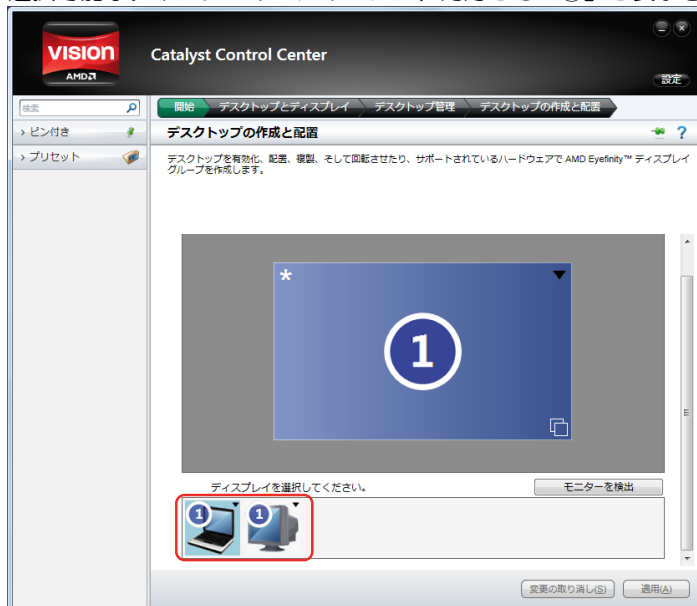 VISION
AMD
Catalyst Control Center
設定
検索
開始 デスクトップとディスプレイ デスクトップ管理 デスクトップの作成と配置
> ピン付き
デスクトップの作成と配置
?
> プリセット
デスクトップを有効化、配置、複製、そして回転させたり、サポートされているハードウェアで AMD Eyefinity™ ディスプレイ
グループを作成します。
*
1
ディスプレイを選択してください。
モニターを検出
1
1
変更の取り消し(S)
適用(A)